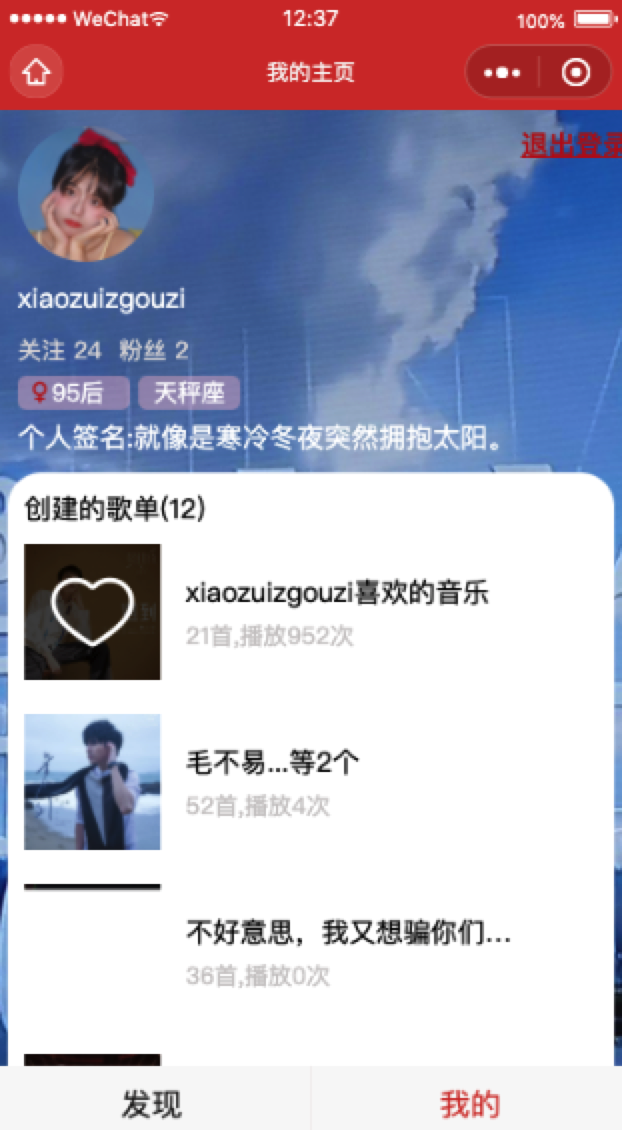 WeChat
12:37
100%
我的主页
退出登录
xiaozuizgouzi
关注 24 粉丝 2
95后
天秤座
个人签名:就像是寒冷冬夜突然拥抱太阳。
创建的歌单(12)
xiaozuizgouzi喜欢的音乐
21首,播放952次
毛不易...等2个
52首,播放4次
不好意思，我又想骗你们...
36首,播放0次
发现
我的